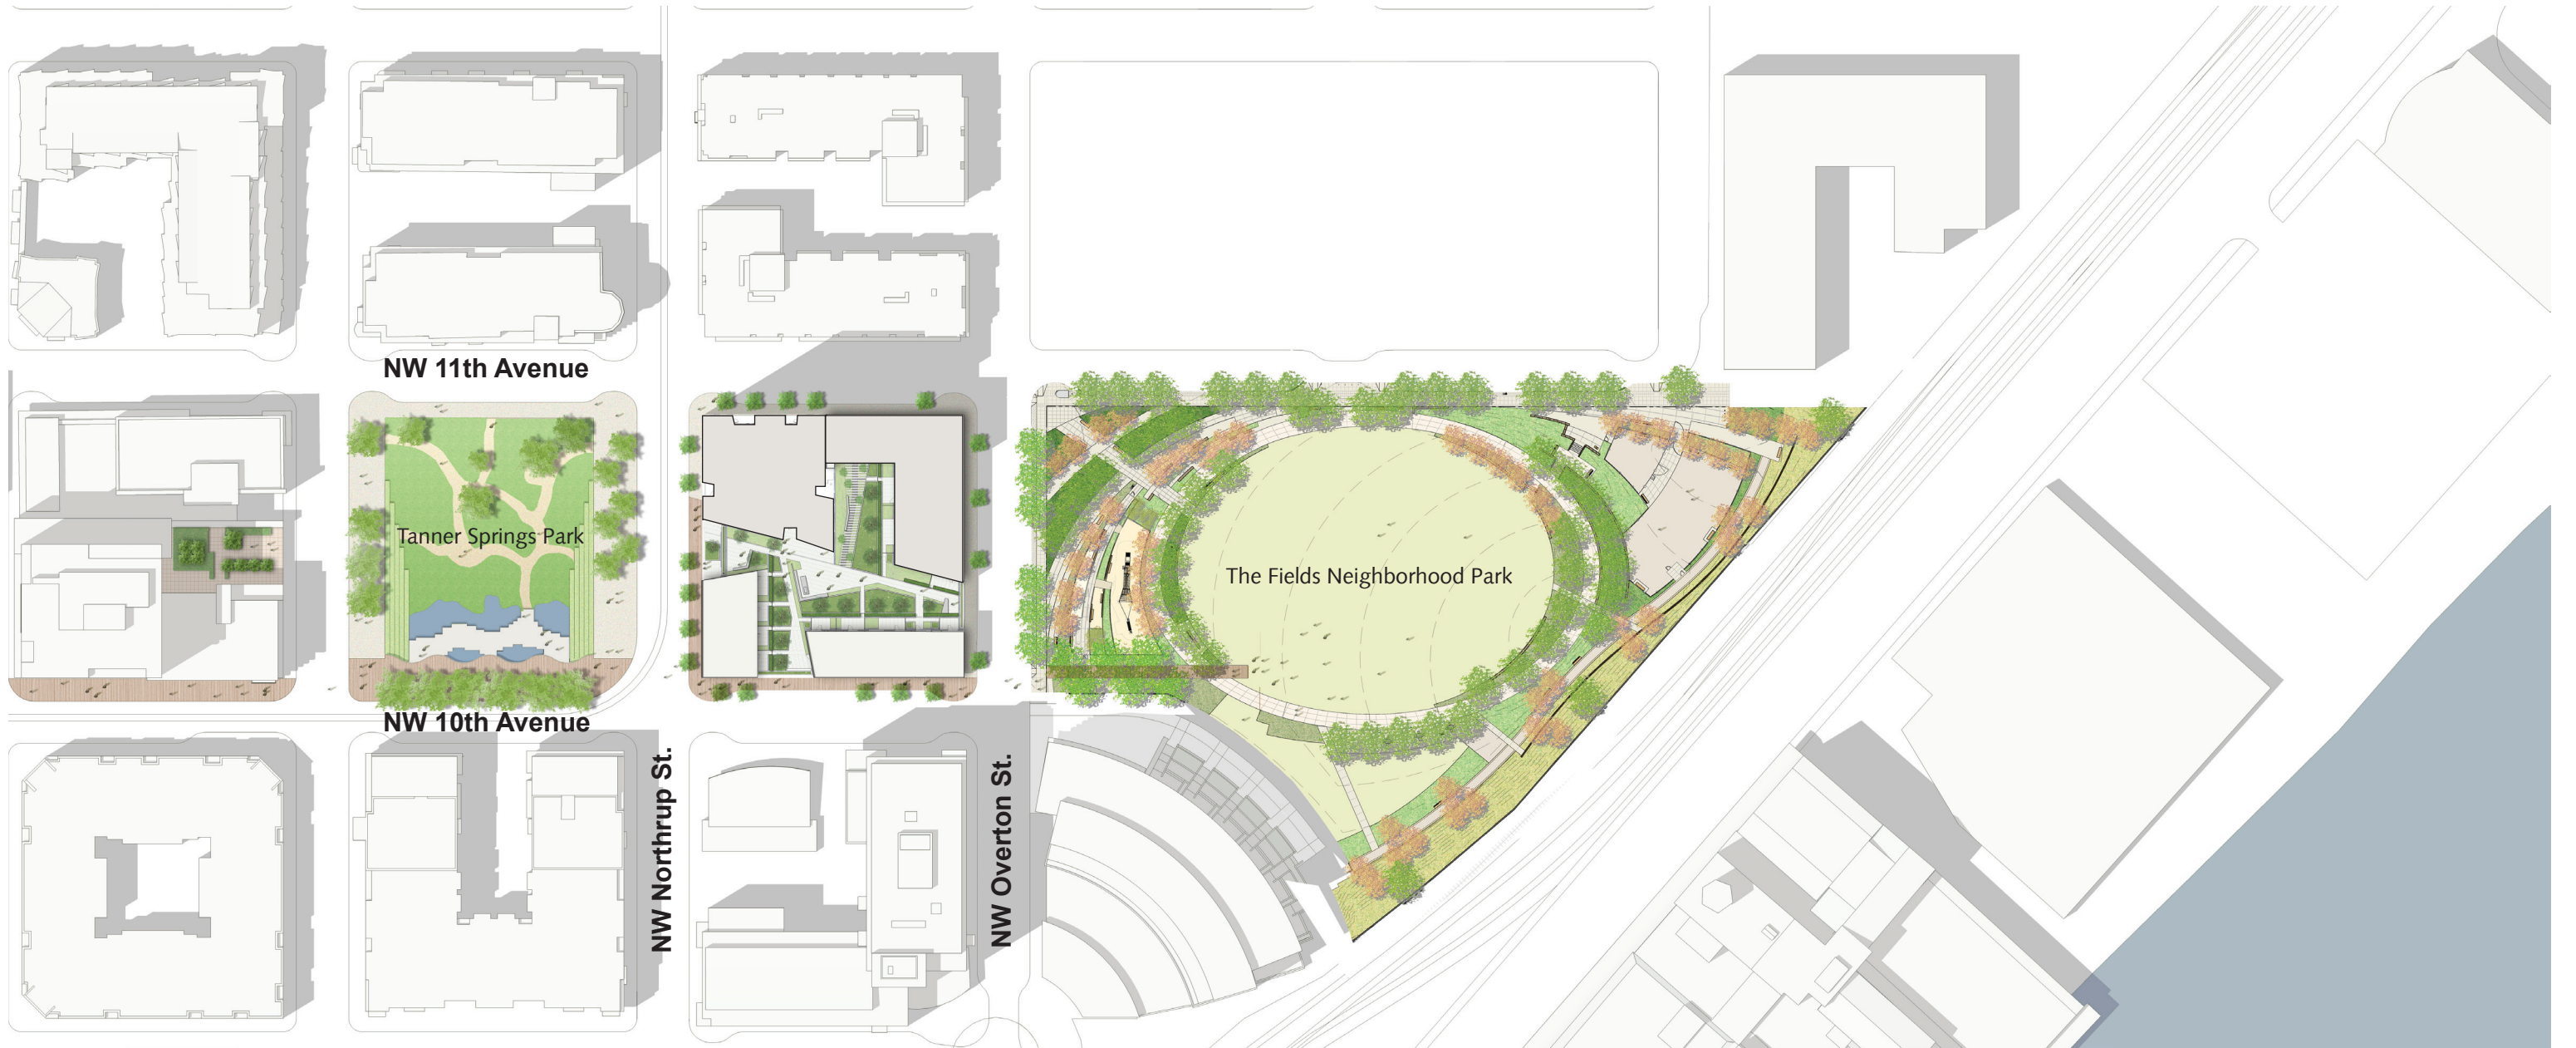 NW 11th Avenue
Tanner Springs Park
The Fields Neighborhood Park
NW 10th Avenue
NW Northrup St.
NW Overton St.